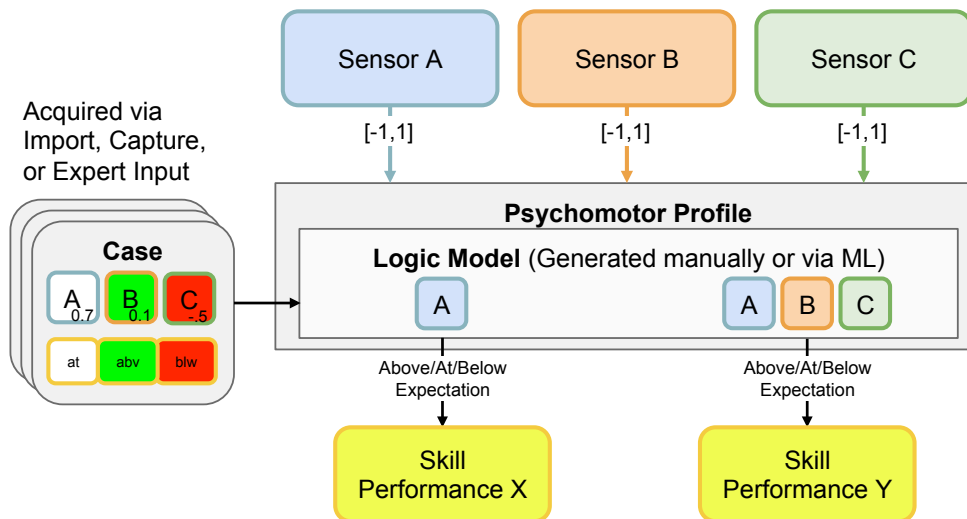 Sensor A
Sensor B
Sensor C
[-1,1]
[-1,1]
[-1,1]
Acquired via
Import, Capture,
or Expert Input
Psychomotor Profile
Logic Model (Generated manually or via ML)
A
A
B
C
Case
A 0.7
B 0.1
C -.5
at
abv
blw
Above/At/Below
Expectation
Above/At/Below
Expectation
Skill
Performance X
Skill
Performance Y